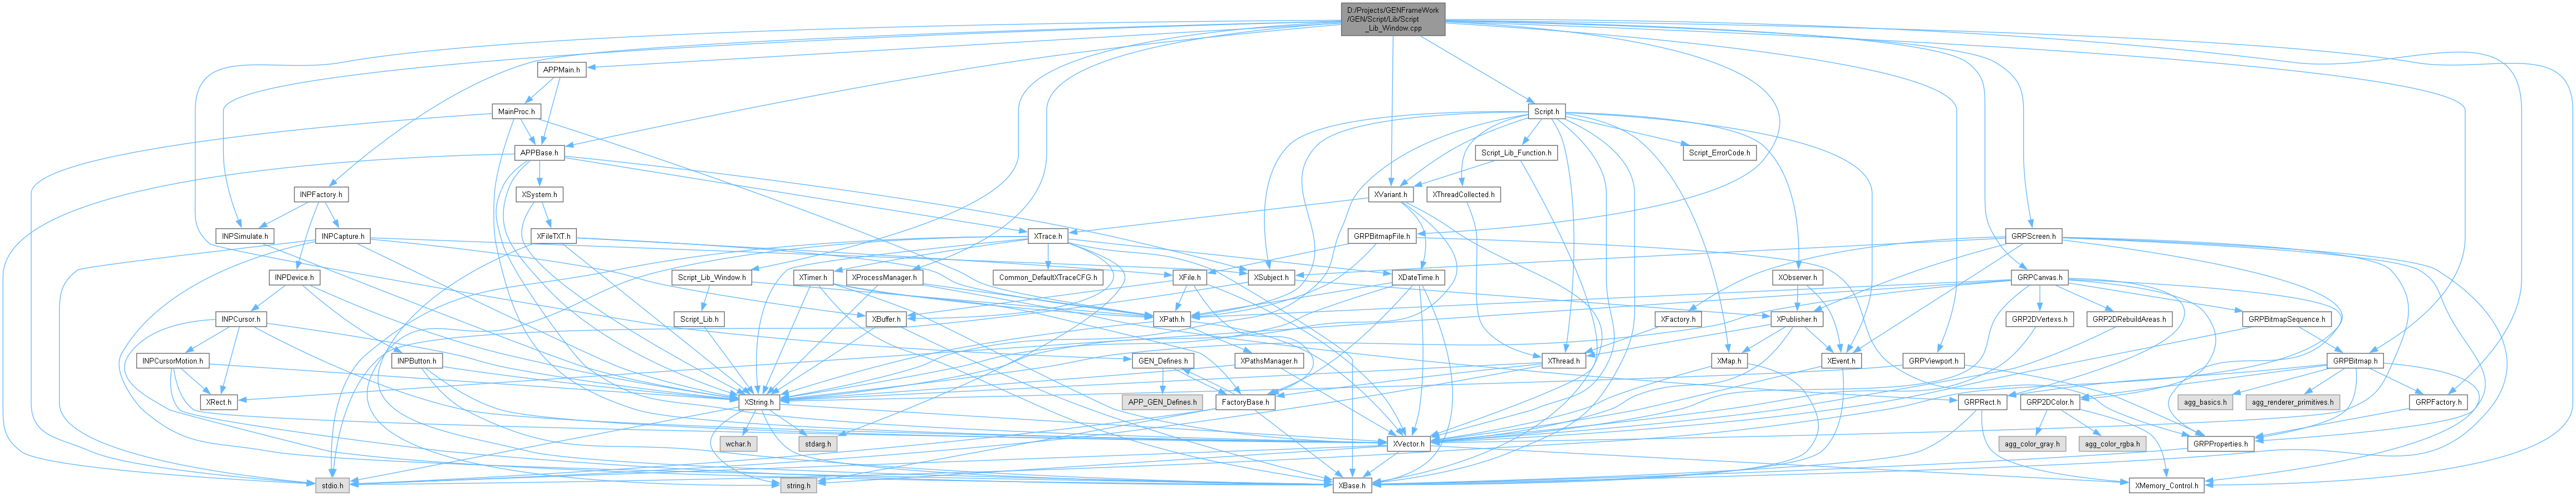 D:/Projects/GENFrameWork
/GEN/Script/Lib/Script
_Lib_Window.cpp
APPMain.h
MainProc.h
Script.h
APPBase.h
Script_Lib_Function.h
Script_ErrorCode.h
INPFactory.h
XSystem.h
XVariant.h
XThreadCollected.h
INPSimulate.h
INPCapture.h
XFileTXT.h
XTrace.h
GRPBitmapFile.h
GRPScreen.h
INPDevice.h
Script_Lib_Window.h
XTimer.h
Common_DefaultXTraceCFG.h
XProcessManager.h
XFile.h
XSubject.h
XDateTime.h
XObserver.h
GRPCanvas.h
INPCursor.h
Script_Lib.h
XBuffer.h
XPath.h
XFactory.h
XPublisher.h
GRP2DVertexs.h
GRP2DRebuildAreas.h
GRPBitmapSequence.h
INPCursorMotion.h
INPButton.h
GEN_Defines.h
XPathsManager.h
XThread.h
XMap.h
XEvent.h
GRPViewport.h
GRPBitmap.h
XRect.h
XString.h
APP_GEN_Defines.h
FactoryBase.h
GRPRect.h
GRP2DColor.h
agg_basics.h
agg_renderer_primitives.h
GRPFactory.h
wchar.h
stdarg.h
XVector.h
agg_color_gray.h
agg_color_rgba.h
GRPProperties.h
stdio.h
string.h
XBase.h
XMemory_Control.h